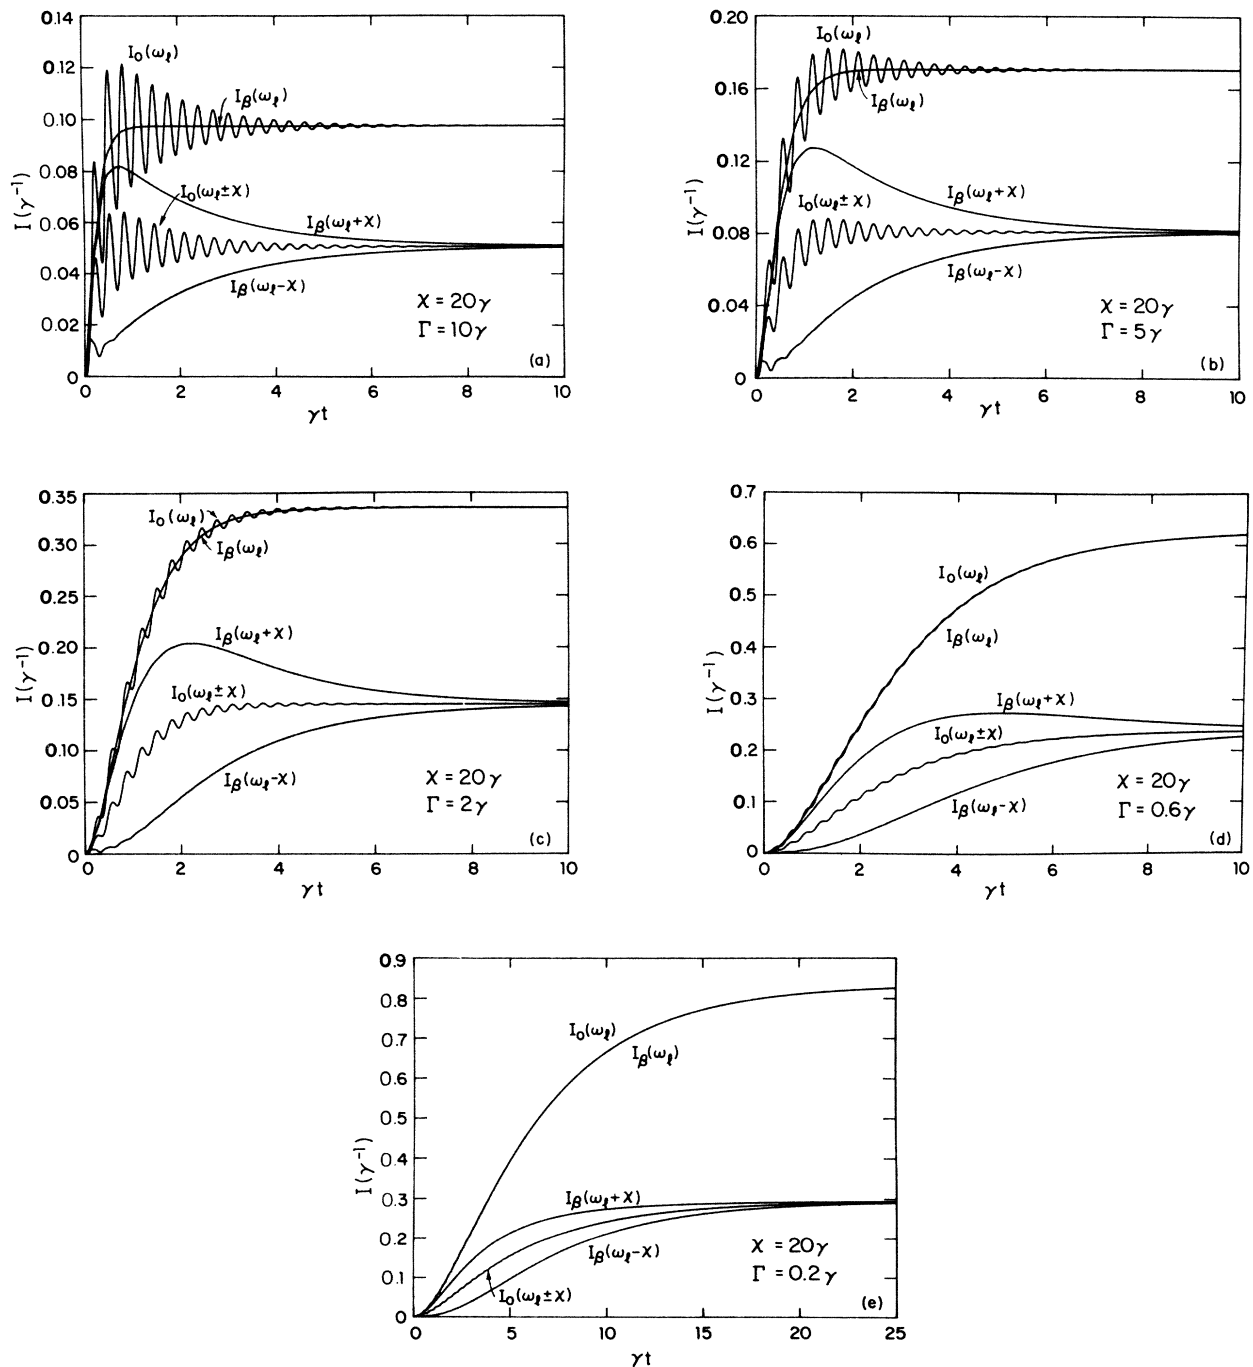 0.14
0.12
0.10
0.08
0.06
0.04
0.02
0
I (γ⁻¹)
I₀(ωℓ)
Iβ(ωℓ)
I₀(ωℓ±χ)
Iβ(ωℓ+χ)
Iβ(ωℓ-χ)
χ = 20γ
Γ = 10γ
(a)
0 2 4 6 8 10
γt
0.20
0.16
0.12
0.08
0.04
0
I (γ⁻¹)
I₀(ωℓ)
Iβ(ωℓ)
Iβ(ωℓ+χ)
I₀(ωℓ±χ)
Iβ(ωℓ-χ)
χ = 20γ
Γ = 5γ
(b)
0 2 4 6 8 10
γt
0.35
0.30
0.25
0.20
0.15
0.10
0.05
0
I (γ⁻¹)
I₀(ωℓ)
Iβ(ωℓ)
Iβ(ωℓ+χ)
I₀(ωℓ±χ)
Iβ(ωℓ-χ)
χ = 20γ
Γ = 2γ
(c)
0 2 4 6 8 10
γt
0.7
0.6
0.5
0.4
0.3
0.2
0.1
0
I (γ⁻¹)
I₀(ωℓ)
Iβ(ωℓ)
Iβ(ωℓ+χ)
I₀(ωℓ±χ)
Iβ(ωℓ-χ)
χ = 20γ
Γ = 0.6γ
(d)
0 2 4 6 8 10
γt
0.9
0.8
0.7
0.6
0.5
0.4
0.3
0.2
0.1
0
I (γ⁻¹)
I₀(ωℓ)
Iβ(ωℓ)
Iβ(ωℓ+χ)
Iβ(ωℓ-χ)
I₀(ωℓ±χ)
χ = 20γ
Γ = 0.2γ
(e)
0 5 10 15 20 25
γt